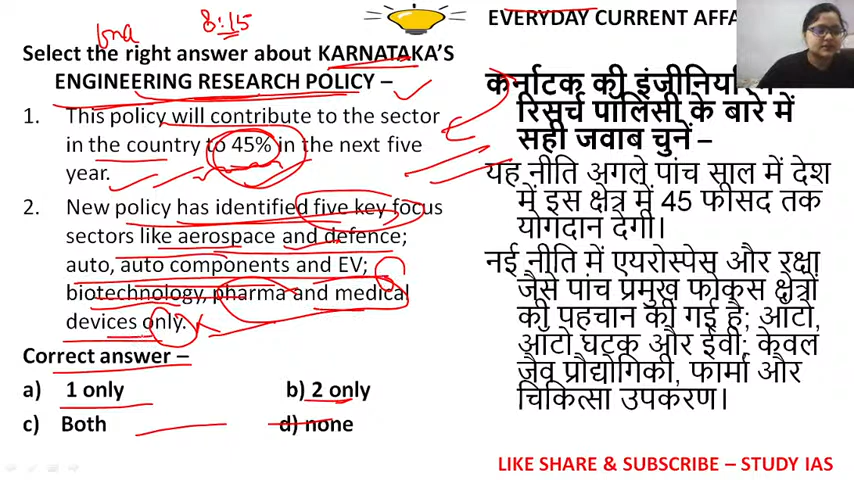 8:15
EVERYDAY CURRENT AFFA
Select the right answer about KARNATAKA'S
ENGINEERING RESEARCH POLICY –
1. This policy will contribute to the sector
in the country to 45% in the next five
year.
2. New policy has identified five key focus
sectors like aerospace and defence;
auto, auto components and EV;
biotechnology, pharma and medical
devices only.
Correct answer –
a) 1 only b) 2 only
c) Both d) none
कर्नाटक की इंजीनियरिंग
रिसर्च पॉलिसी के बारे में
सही जवाब चुनें –
यह नीति अगले पांच साल में देश
में इस क्षेत्र में 45 फीसद तक
योगदान देगी।
नई नीति में एयरोस्पेस और रक्षा
जैसे पांच प्रमुख फोकस क्षेत्रों
की पहचान की गई है; ऑटो,
ऑटो घटक और ईवी; केवल
जैव प्रौद्योगिकी, फार्मा और
चिकित्सा उपकरण।
LIKE SHARE & SUBSCRIBE – STUDY IAS